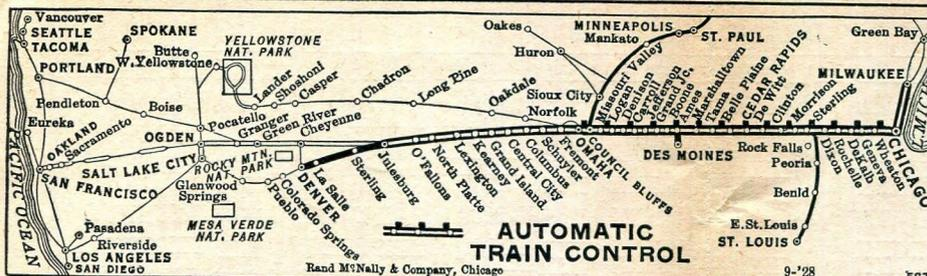 Vancouver
SEATTLE
TACOMA
SPOKANE
PORTLAND
W. Yellowstone
Butte
YELLOWSTONE
NAT. PARK
Pendleton
Boise
Eureka
OAKLAND
Sacramento
PACIFIC OCEAN
OGDEN
Pocatello
Granger
Green River
Cheyenne
Lander
Shoshoni
Casper
Chadron
Long Pine
Oakdale
Norfolk
Oakes
Huron
MINNEAPOLIS
Mankato
ST. PAUL
Sioux City
Missouri Valley
Logan
Denison
Carroll
Jefferson
Grand Jc.
Boone
Ames
Marshalltown
Tama
Belle Plaine
CEDAR RAPIDS
De Witt
Clinton
Morrison
Sterling
Green Bay
MILWAUKEE
CHICAGO
SALT LAKE CITY
SAN FRANCISCO
ROCKY MTN.
NAT. PARK
Glenwood
Springs
MESA VERDE
NAT. PARK
DENVER
Colorado Springs
Pueblo
La Salle
Sterling
Julesburg
O'Fallons
North Platte
Lexington
Kearney
Grand Island
Central City
Columbus
Schuyler
Fremont
OMAHA
COUNCIL BLUFFS
DES MOINES
Rock Falls
Peoria
Benld
E. St. Louis
ST. LOUIS
Dixon
Rochelle
DeKalb
Geneva
Wheaton
Pasadena
Riverside
LOS ANGELES
SAN DIEGO
AUTOMATIC
TRAIN CONTROL
Rand McNally & Company, Chicago
9-'28